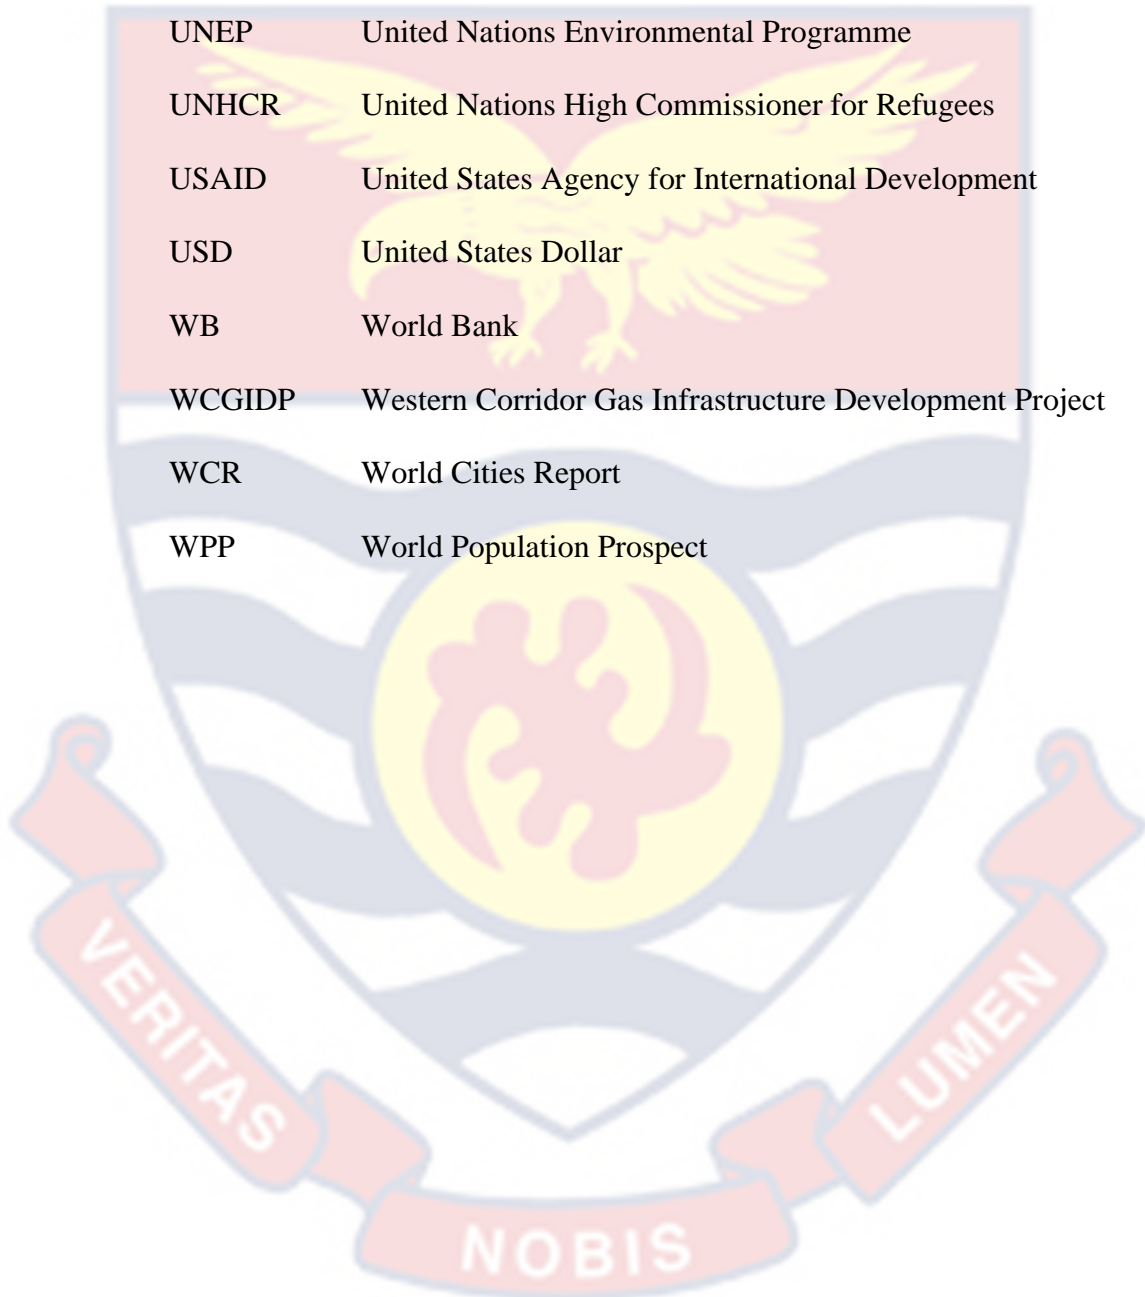 UNEP United Nations Environmental Programme
UNHCR United Nations High Commissioner for Refugees
USAID United States Agency for International Development
USD United States Dollar
WB World Bank
WCGIDP Western Corridor Gas Infrastructure Development Project
WCR World Cities Report
WPP World Population Prospect
VERITAS
NOBIS
LUMEN